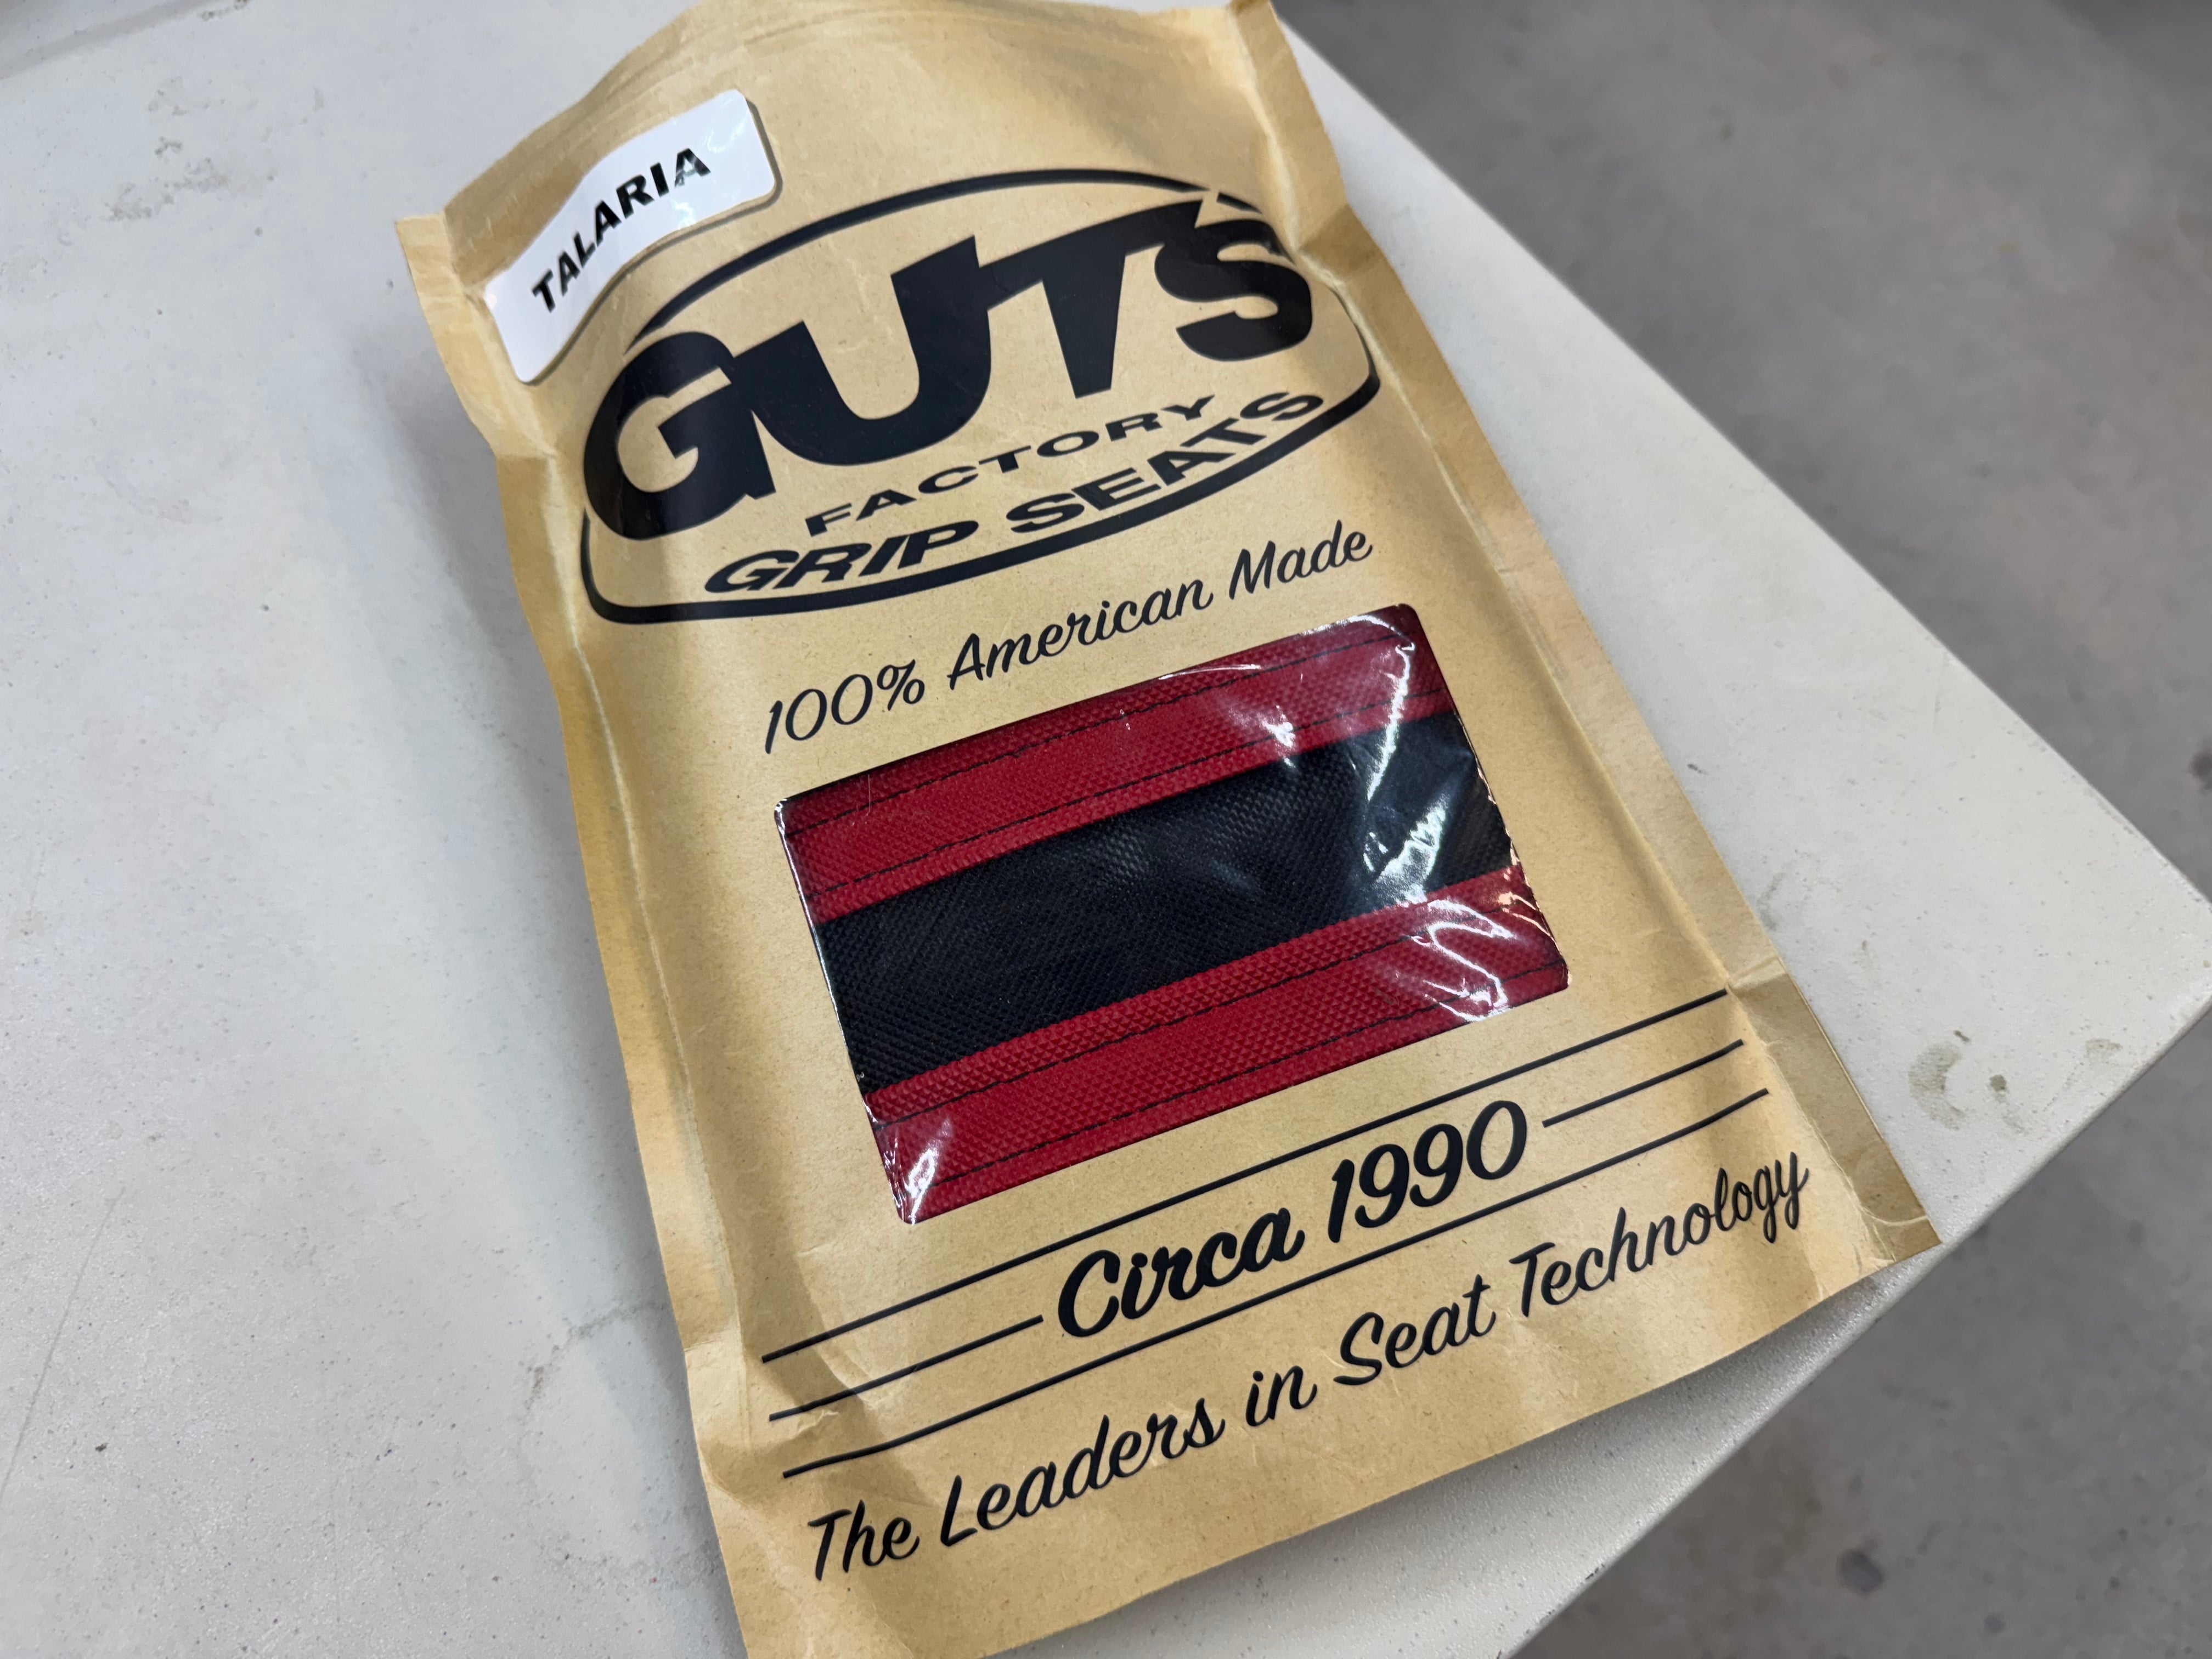 TALARIA
GUTS
FACTORY
GRIP SEATS
100% American Made
Circa 1990
The Leaders in Seat Technology